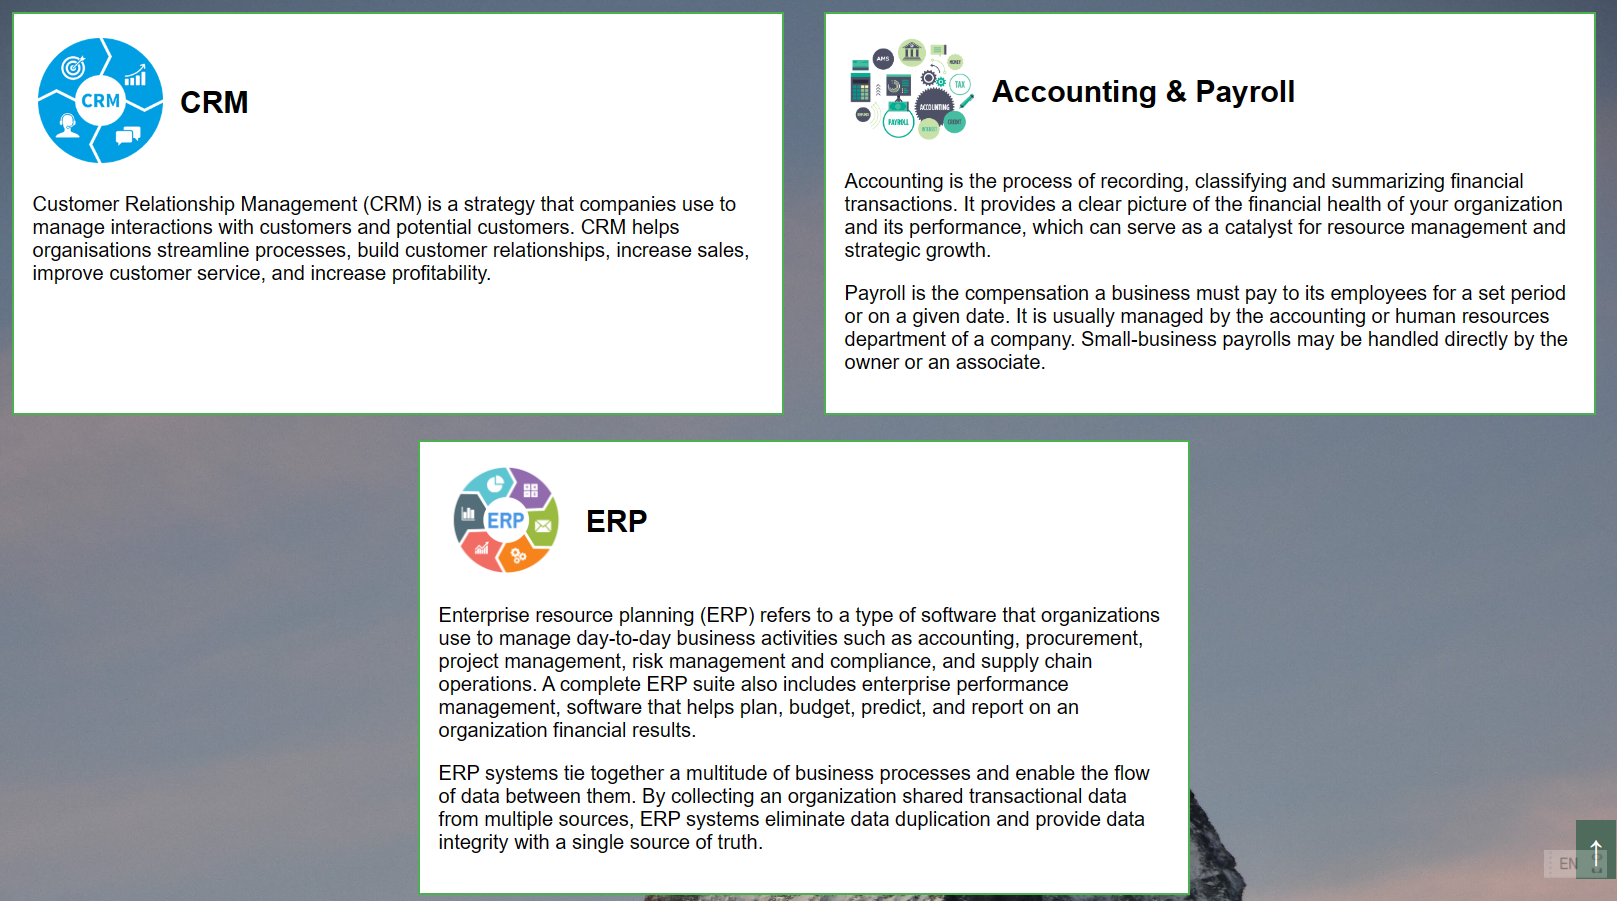 CRM
CRM
Customer Relationship Management (CRM) is a strategy that companies use to
manage interactions with customers and potential customers. CRM helps
organisations streamline processes, build customer relationships, increase sales,
improve customer service, and increase profitability.
AMS
MONEY
TAX
ACCOUNTING
PAYROLL
CREDIT
Accounting & Payroll
Accounting is the process of recording, classifying and summarizing financial
transactions. It provides a clear picture of the financial health of your organization
and its performance, which can serve as a catalyst for resource management and
strategic growth.
Payroll is the compensation a business must pay to its employees for a set period
or on a given date. It is usually managed by the accounting or human resources
department of a company. Small-business payrolls may be handled directly by the
owner or an associate.
ERP
ERP
Enterprise resource planning (ERP) refers to a type of software that organizations
use to manage day-to-day business activities such as accounting, procurement,
project management, risk management and compliance, and supply chain
operations. A complete ERP suite also includes enterprise performance
management, software that helps plan, budget, predict, and report on an
organization financial results.
ERP systems tie together a multitude of business processes and enable the flow
of data between them. By collecting an organization shared transactional data
from multiple sources, ERP systems eliminate data duplication and provide data
integrity with a single source of truth.
EN